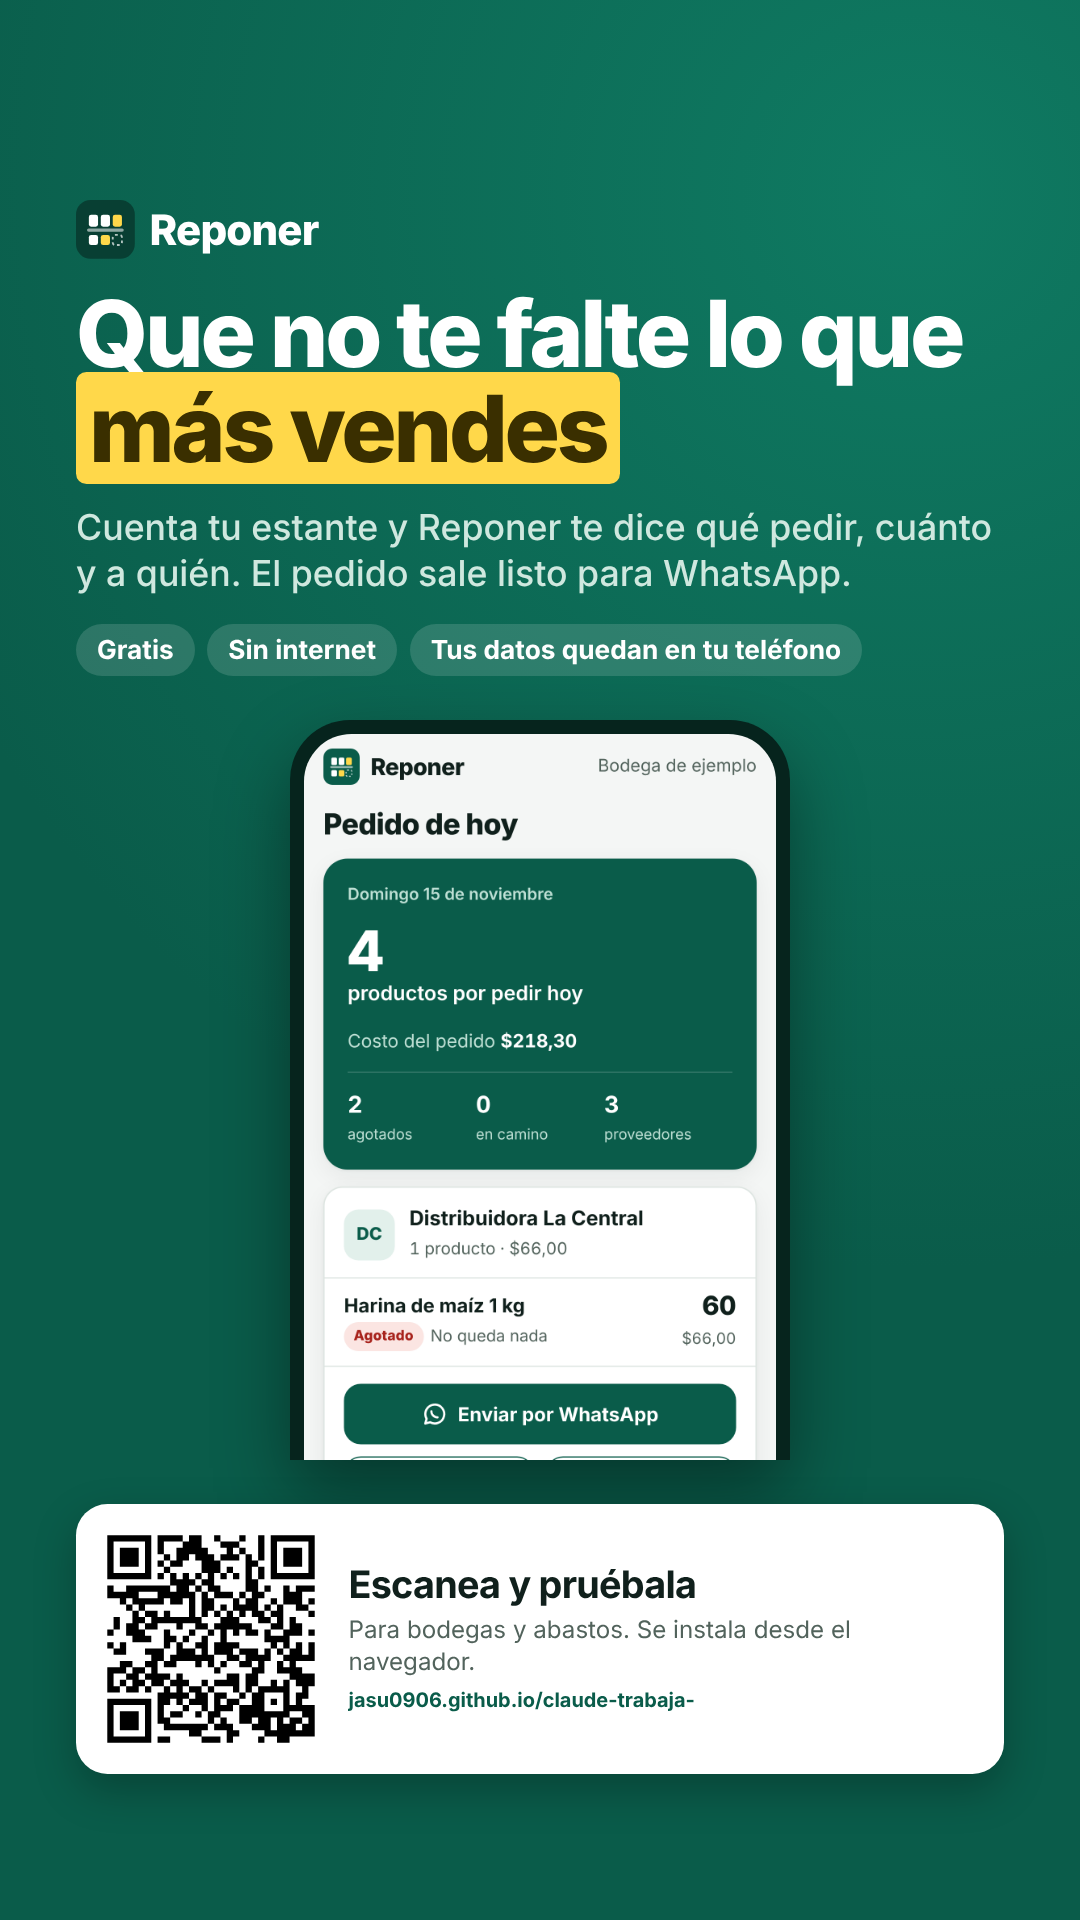 Reponer
Que no te falte lo que
más vendes
Cuenta tu estante y Reponer te dice qué pedir, cuánto
y a quién. El pedido sale listo para WhatsApp.
Gratis
Sin internet
Tus datos quedan en tu teléfono
Reponer
Bodega de ejemplo
Pedido de hoy
Domingo 15 de noviembre
4
productos por pedir hoy
Costo del pedido $218,30
2
agotados
0
en camino
3
proveedores
DC
Distribuidora La Central
1 producto · $66,00
Harina de maíz 1 kg
60
Agotado
No queda nada
$66,00
Enviar por WhatsApp
Escanea y pruébala
Para bodegas y abastos. Se instala desde el
navegador.
jasu0906.github.io/claude-trabaja-